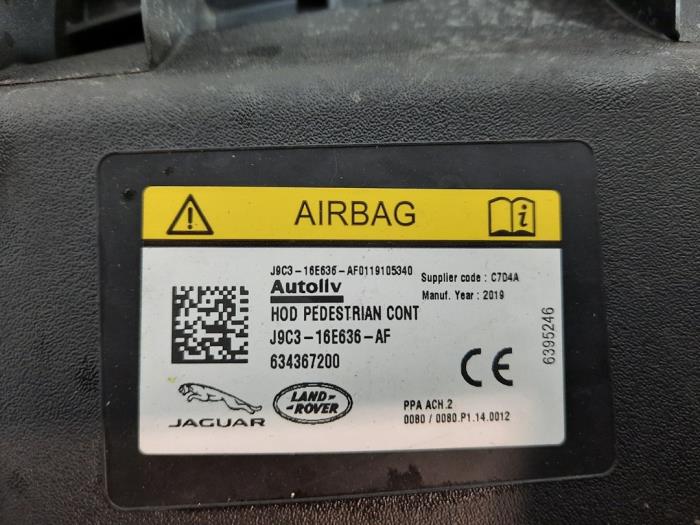 AIRBAG
J9C3-16E636-AF0119105340
Autoliv
HOD PEDESTRIAN CONT
J9C3-16E636-AF
634367200
Supplier code : C7D4A
Manuf. Year : 2019
6395246
CE
JAGUAR
LAND-
-ROVER
PPA ACH.2
0080 / 0080.P1.14.0012